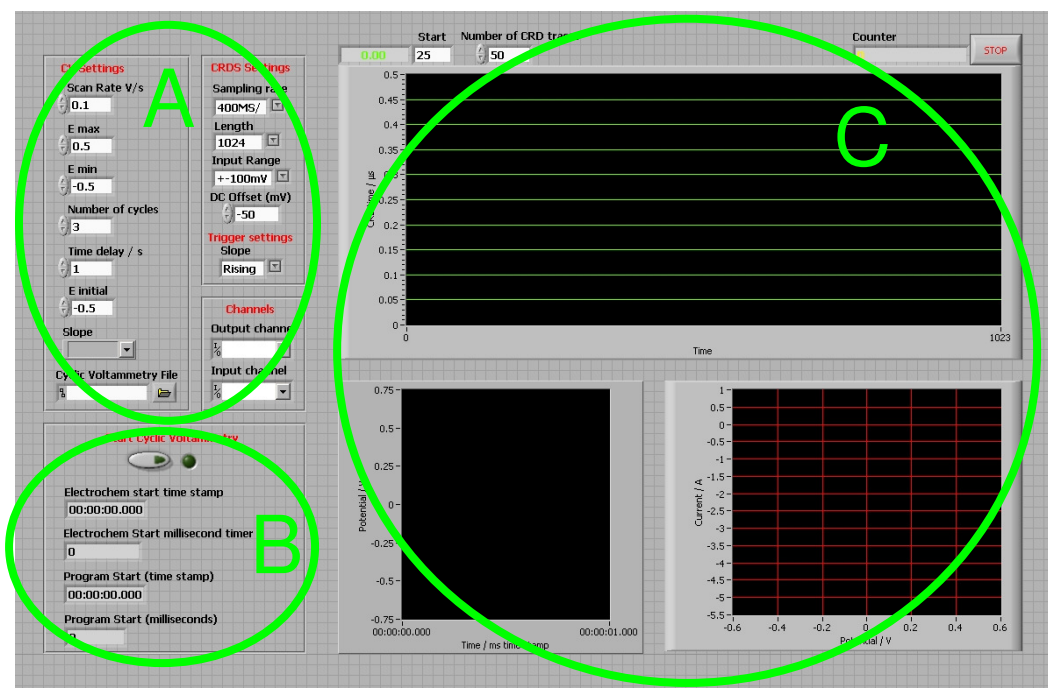 A
B
C
CV Settings
Scan Rate V/s
0.1
E max
0.5
E min
-0.5
Number of cycles
3
Time delay / s
1
E initial
-0.5
Slope
Cyclic Voltammetry File
CRDS Settings
Sampling rate
400MS/
Length
1024
Input Range
+-100mV
DC Offset (mV)
-50
Trigger settings
Slope
Rising
Channels
Output channel
Input channel
Start Cyclic Voltammetry
Electrochem start time stamp
00:00:00.000
Electrochem Start millisecond timer
0
Program Start (time stamp)
00:00:00.000
Program Start (milliseconds)
0
0.00
Start
25
Number of CRD traces
50
Counter
0
STOP
0.5
0.45
0.4
0.35
0.3
0.25
0.2
0.15
0.1
0.05
0
0
1023
Time
0.75
0.5
0.25
0
-0.25
-0.5
-0.75
Potential / V
00:00:00.000
00:00:01.000
Time / ms time stamp
1
0.5
0
-0.5
-1
-1.5
-2
-2.5
-3
-3.5
-4
-4.5
-5
-5.5
Current / A
-0.6
-0.4
-0.2
0
0.2
0.4
0.6
Potential / V